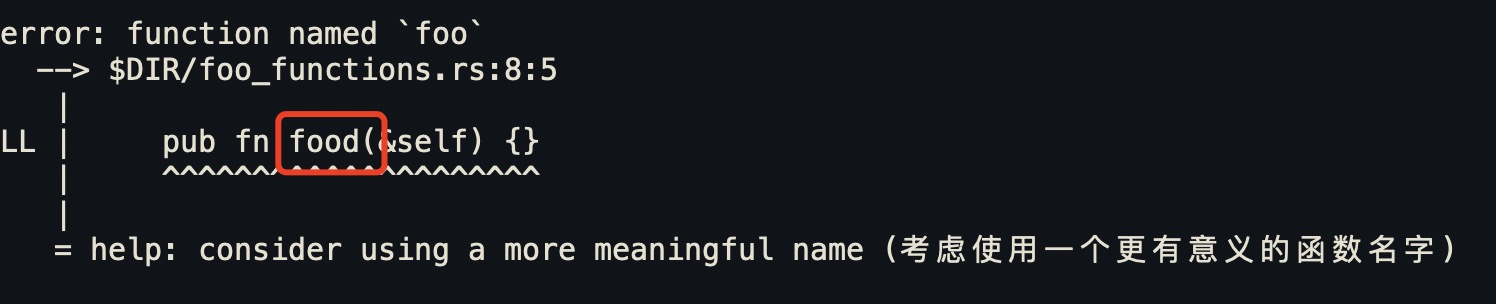 error: function named `foo`
  --> $DIR/foo_functions.rs:8:5
   |
LL |     pub fn food(&self) {}
   |     ^^^^^^^^^^^^^^^^^^^^^
   |
   = help: consider using a more meaningful name (考虑使用一个更有意义的函数名字)